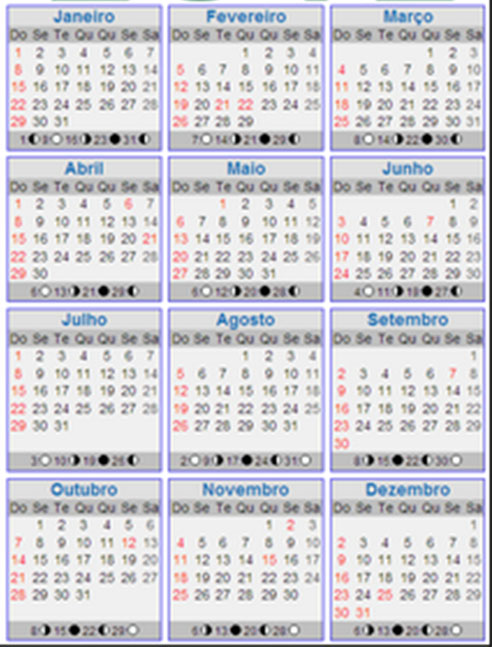 Janeiro
Do Se Te Qu Qu Se Sa
1 2 3 4 5 6 7
8 9 10 11 12 13 14
15 16 17 18 19 20 21
22 23 24 25 26 27 28
29 30 31
1 9 16 23 31
Fevereiro
Do Se Te Qu Qu Se Sa
1 2 3 4
5 6 7 8 9 10 11
12 13 14 15 16 17 18
19 20 21 22 23 24 25
26 27 28 29
7 14 21 29
Março
Do Se Te Qu Qu Se Sa
1 2 3
4 5 6 7 8 9 10
11 12 13 14 15 16 17
18 19 20 21 22 23 24
25 26 27 28 29 30 31
8 14 22 30
Abril
Do Se Te Qu Qu Se Sa
1 2 3 4 5 6 7
8 9 10 11 12 13 14
15 16 17 18 19 20 21
22 23 24 25 26 27 28
29 30
6 13 21 29
Maio
Do Se Te Qu Qu Se Sa
1 2 3 4 5
6 7 8 9 10 11 12
13 14 15 16 17 18 19
20 21 22 23 24 25 26
27 28 29 30 31
6 12 20 28
Junho
Do Se Te Qu Qu Se Sa
1 2
3 4 5 6 7 8 9
10 11 12 13 14 15 16
17 18 19 20 21 22 23
24 25 26 27 28 29 30
4 11 19 27
Julho
Do Se Te Qu Qu Se Sa
1 2 3 4 5 6 7
8 9 10 11 12 13 14
15 16 17 18 19 20 21
22 23 24 25 26 27 28
29 30 31
3 10 19 26
Agosto
Do Se Te Qu Qu Se Sa
1 2 3 4
5 6 7 8 9 10 11
12 13 14 15 16 17 18
19 20 21 22 23 24 25
26 27 28 29 30 31
2 9 17 24 31
Setembro
Do Se Te Qu Qu Se Sa
1
2 3 4 5 6 7 8
9 10 11 12 13 14 15
16 17 18 19 20 21 22
23 24 25 26 27 28 29
30
8 15 22 30
Outubro
Do Se Te Qu Qu Se Sa
1 2 3 4 5 6
7 8 9 10 11 12 13
14 15 16 17 18 19 20
21 22 23 24 25 26 27
28 29 30 31
8 15 22 29
Novembro
Do Se Te Qu Qu Se Sa
1 2 3
4 5 6 7 8 9 10
11 12 13 14 15 16 17
18 19 20 21 22 23 24
25 26 27 28 29 30
6 13 20 28
Dezembro
Do Se Te Qu Qu Se Sa
1
2 3 4 5 6 7 8
9 10 11 12 13 14 15
16 17 18 19 20 21 22
23 24 25 26 27 28 29
30 31
6 13 20 28